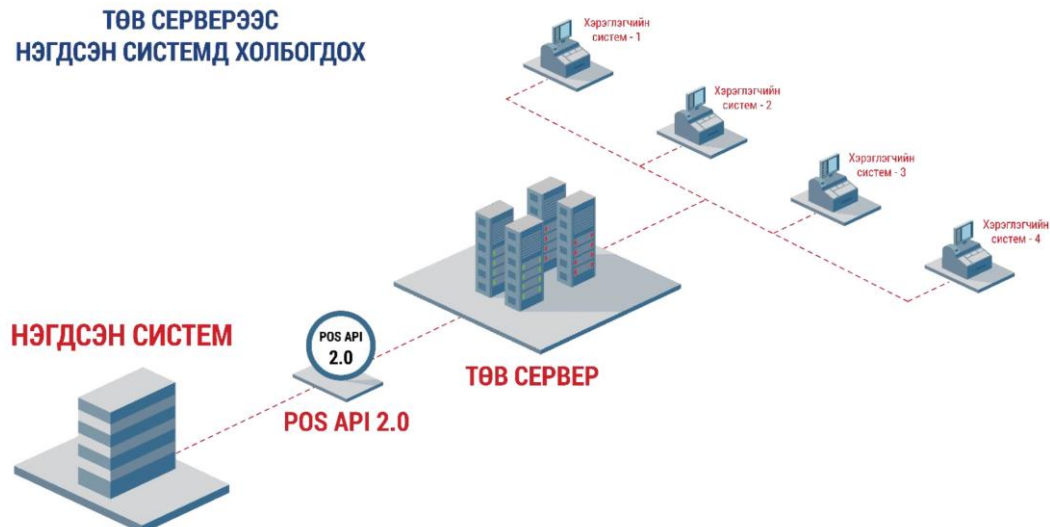 ТӨВ СЕРВЕРЭЭС
НЭГДСЭН СИСТЕМД ХОЛБОГДОХ
Хэрэглэгчийн
систем - 1
Хэрэглэгчийн
систем - 2
Хэрэглэгчийн
систем - 3
Хэрэглэгчийн
систем - 4
НЭГДСЭН СИСТЕМ
POS API
2.0
POS API 2.0
ТӨВ СЕРВЕР